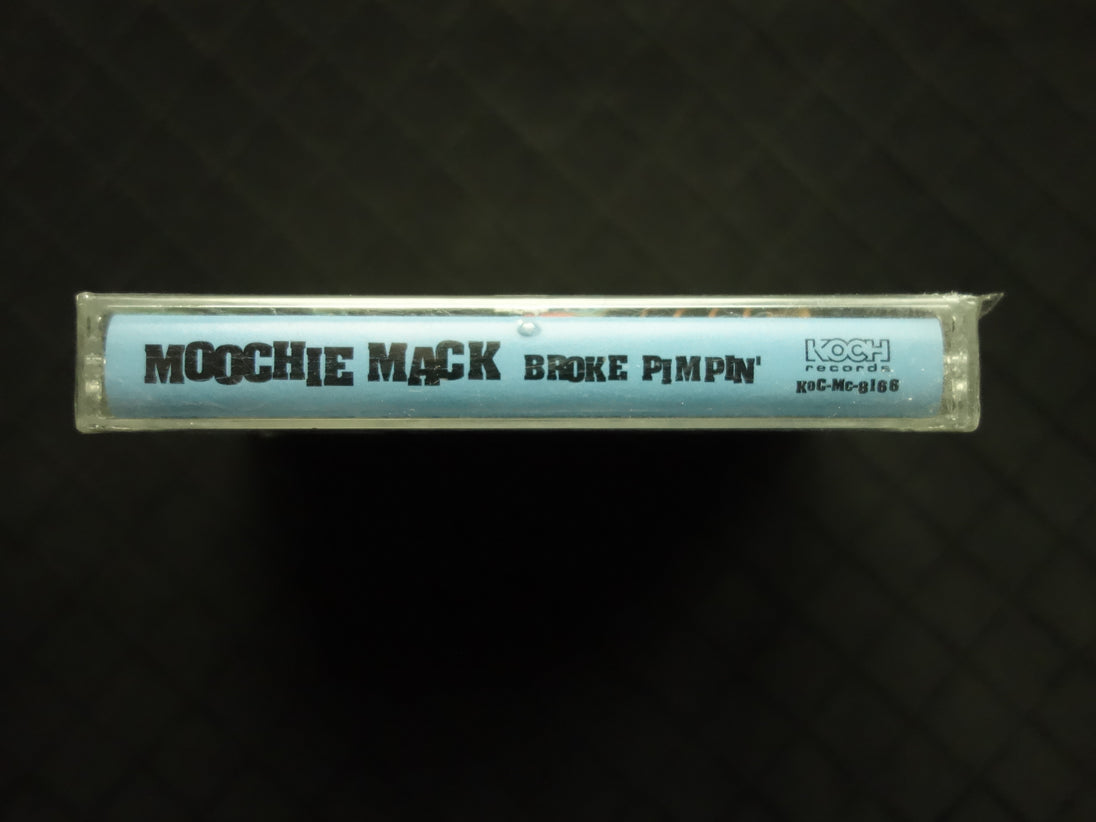 MOOCHIE MACK BROKE PIMPIN'
KOCH
records
KOC-MC-8166